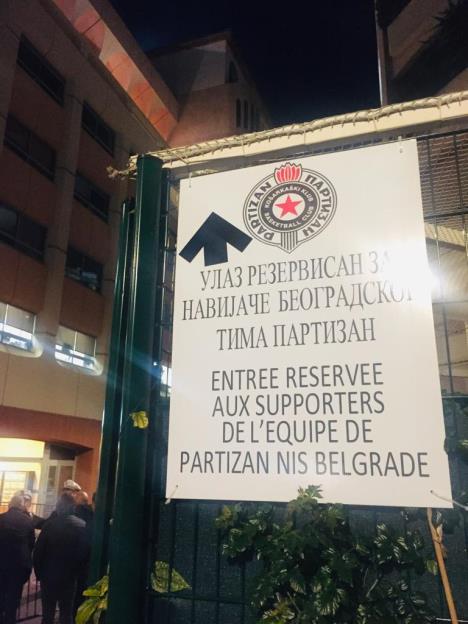 PARTIZAN ПАРТИЗАН
КОШАРКАШКИ КЛУБ
BASKETBALL CLUB
УЛАЗ РЕЗЕРВИСАН ЗА
НАВИЈАЧЕ БЕОГРАДСКОГ
ТИМА ПАРТИЗАН
ENTREE RESERVEE
AUX SUPPORTERS
DE L'EQUIPE DE
PARTIZAN NIS BELGRADE